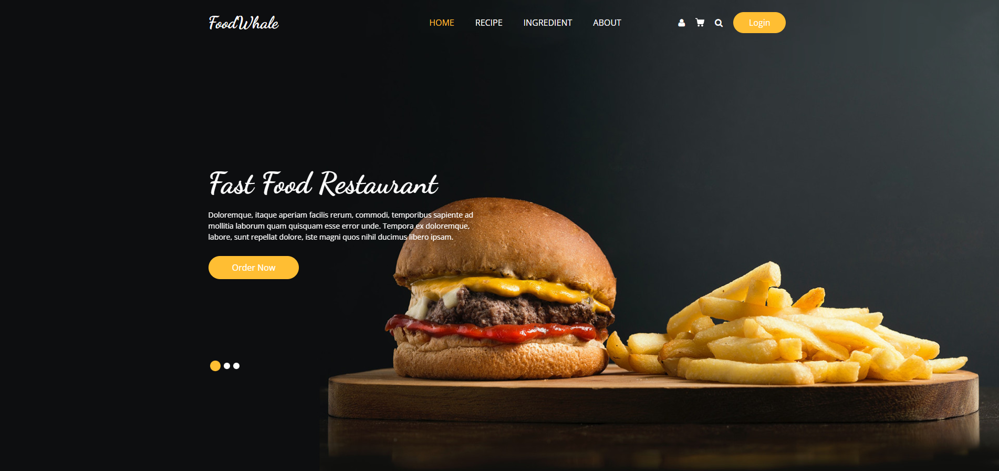 FoodWhale
HOME RECIPE INGREDIENT ABOUT Login
Fast Food Restaurant
Doloremque, itaque aperiam facilis rerum, commodi, temporibus sapiente ad
mollitia laborum quam quisquam esse error unde. Tempora ex doloremque,
labore, sunt repellat dolore, iste magni quos nihil ducimus libero ipsam.
Order Now